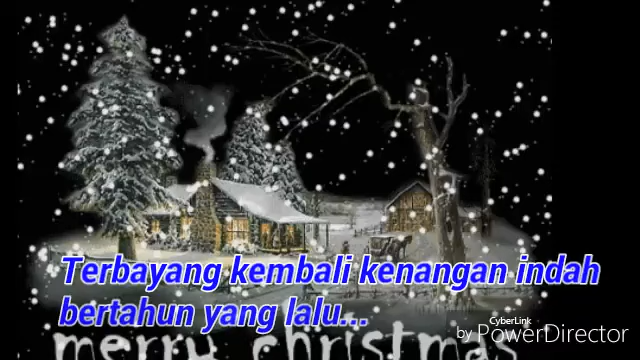 Terbayang kembali kenangan indah
bertahun yang lalu...
merry christmas
CyberLink
by PowerDirector